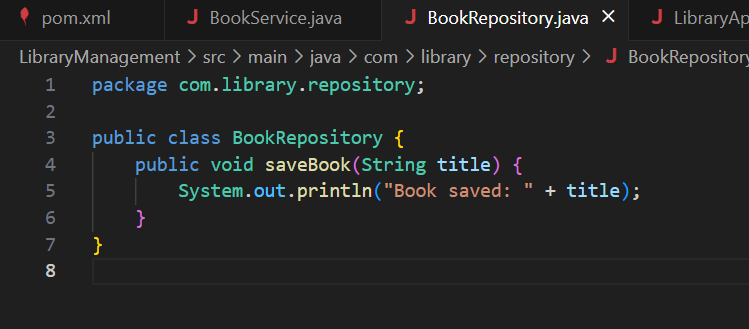 pom.xml
J BookService.java
J BookRepository.java ×
J LibraryAp
LibraryManagement > src > main > java > com > library > repository > J BookRepository
1 package com.library.repository;
2
3 public class BookRepository {
4 public void saveBook(String title) {
5 System.out.println("Book saved: " + title);
6 }
7 }
8